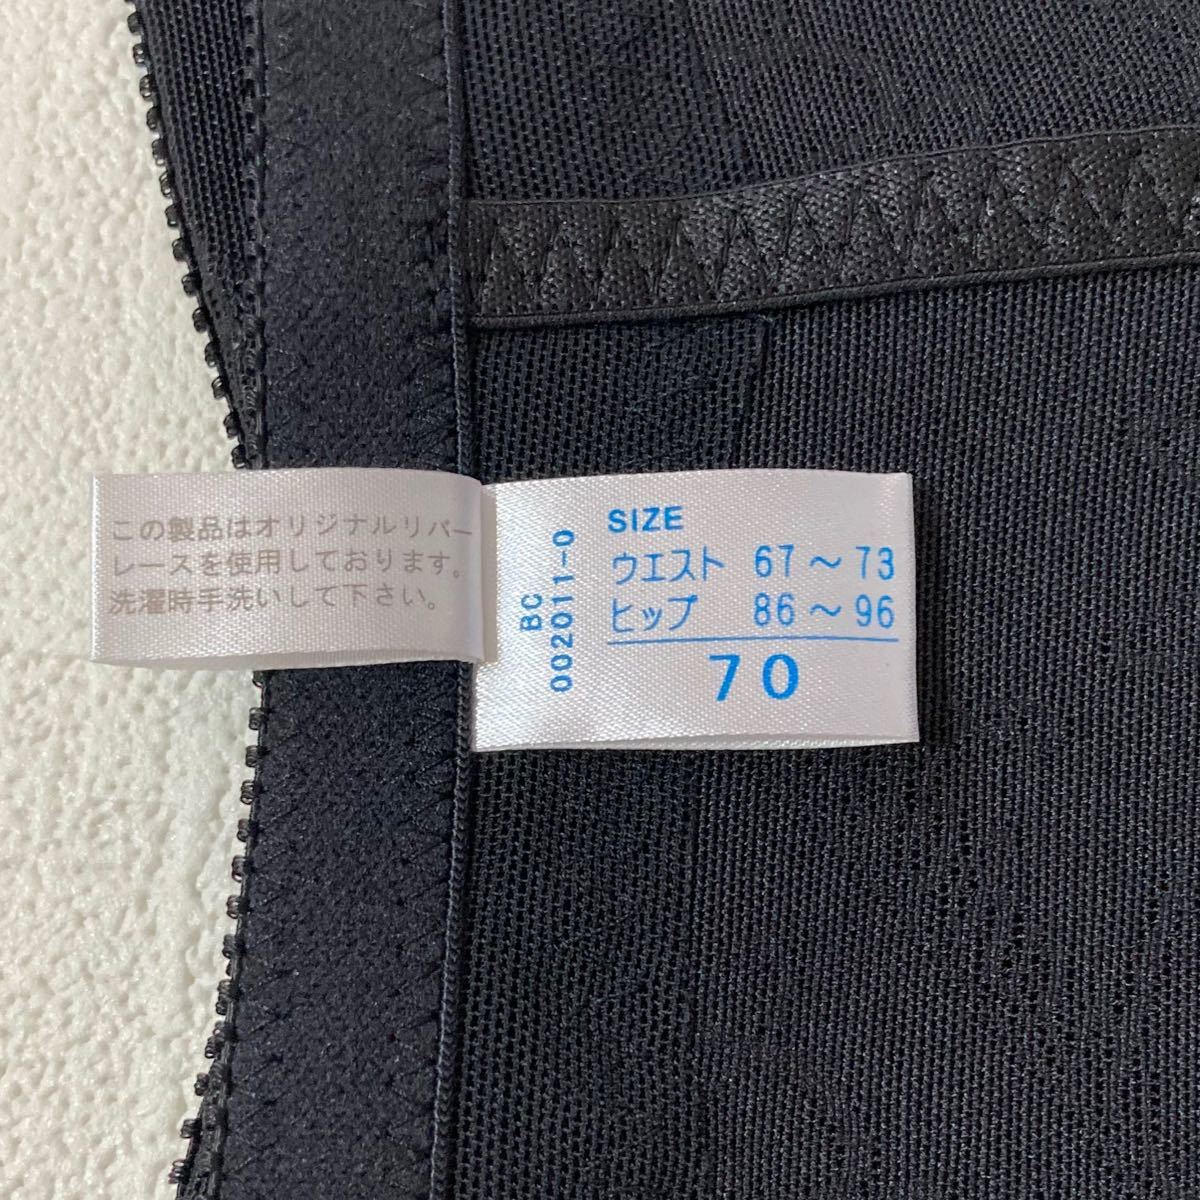 この製品はオリジナルリバー
レースを使用しております。
洗濯時手洗いして下さい。
BC
002011-0
SIZE
ウエスト 67～73
ヒップ 86～96
70